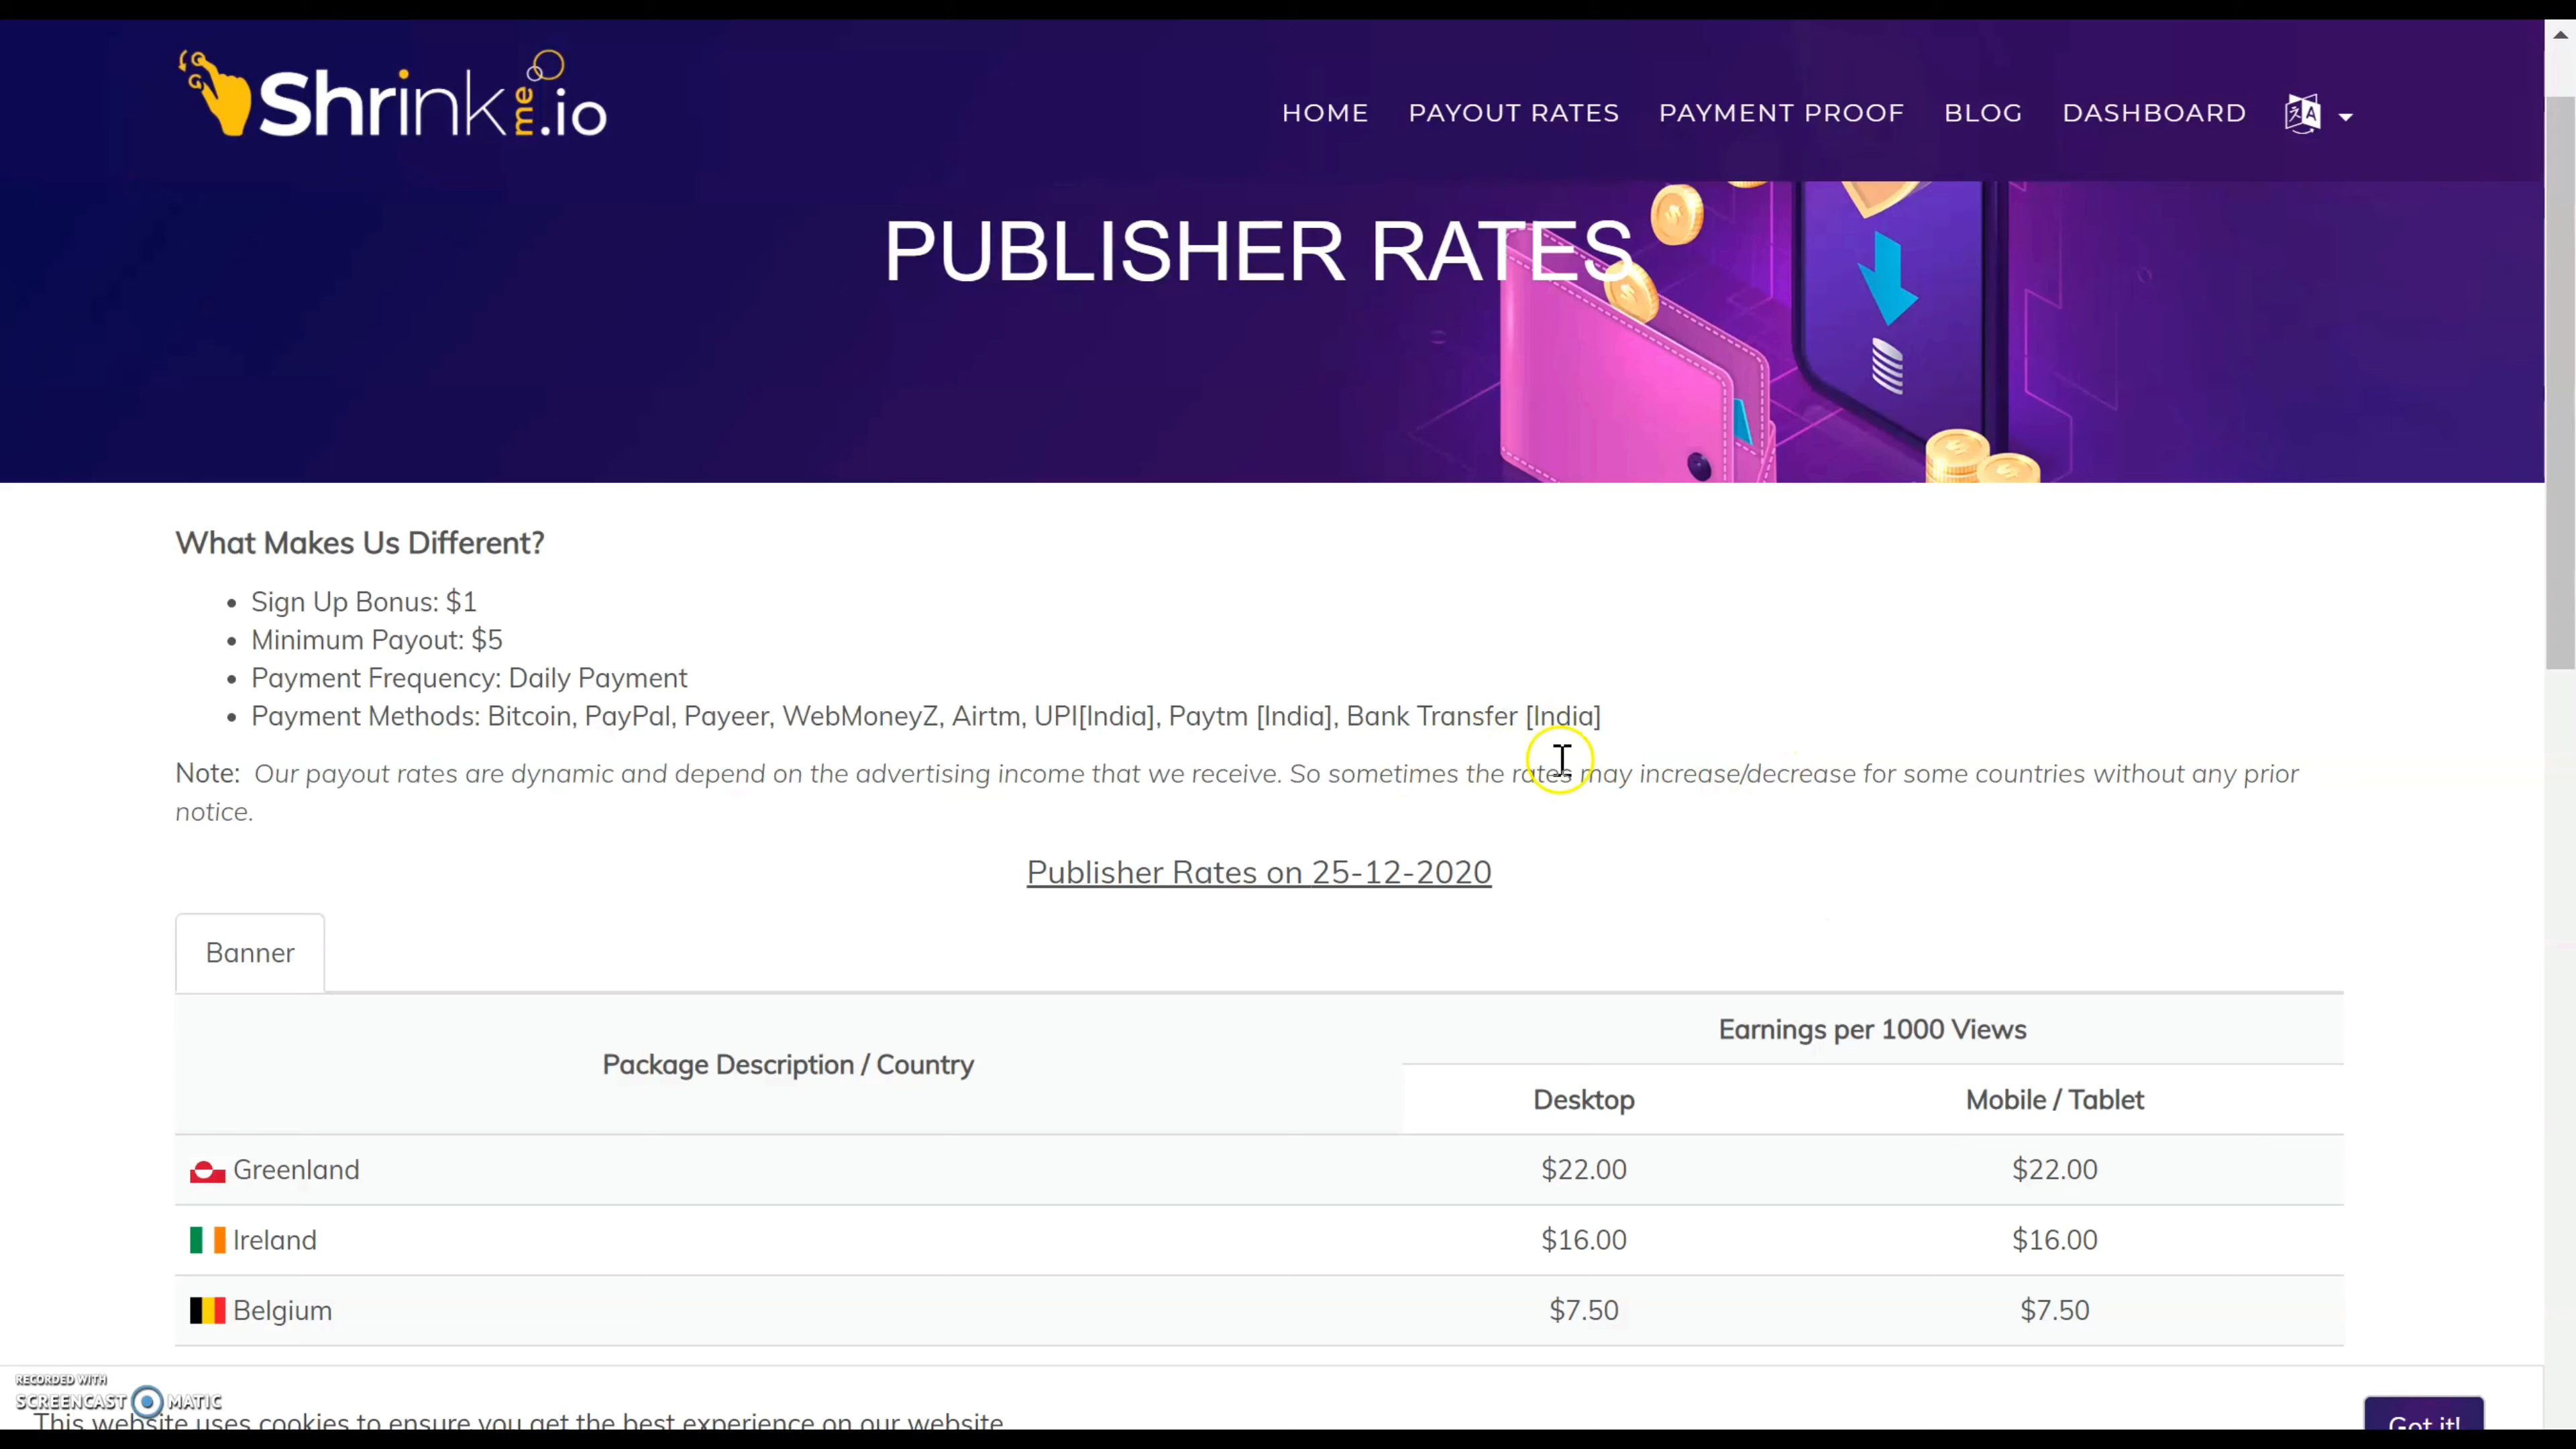 Shrinkme.io
HOME PAYOUT RATES PAYMENT PROOF BLOG DASHBOARD
PUBLISHER RATES
What Makes Us Different?
• Sign Up Bonus: $1
• Minimum Payout: $5
• Payment Frequency: Daily Payment
• Payment Methods: Bitcoin, PayPal, Payeer, WebMoneyZ, Airtm, UPI[India], Paytm [India], Bank Transfer [India]
Note: Our payout rates are dynamic and depend on the advertising income that we receive. So sometimes the rates may increase/decrease for some countries without any prior
notice.
Publisher Rates on 25-12-2020
Banner
Package Description / Country
Earnings per 1000 Views
Desktop Mobile / Tablet
Greenland $22.00 $22.00
Ireland $16.00 $16.00
Belgium $7.50 $7.50
RECORDED WITH
SCREENCAST MATIC
This website uses cookies to ensure you get the best experience on our website
Got it!